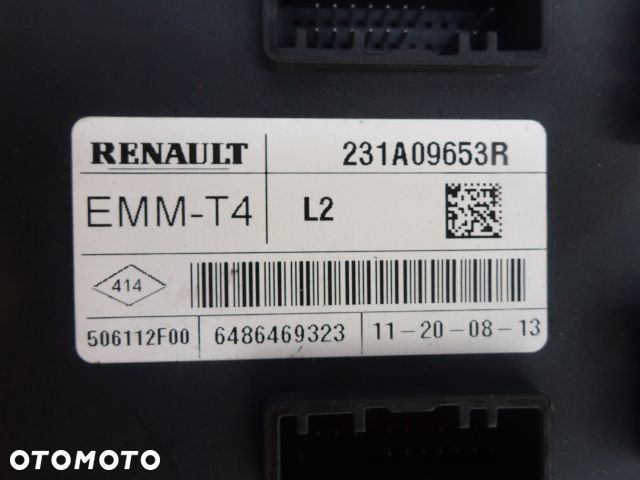 RENAULT 231A09653R
EMM-T4 L2
414
506112F00 6486469323 11-20-08-13
OTOMOTO